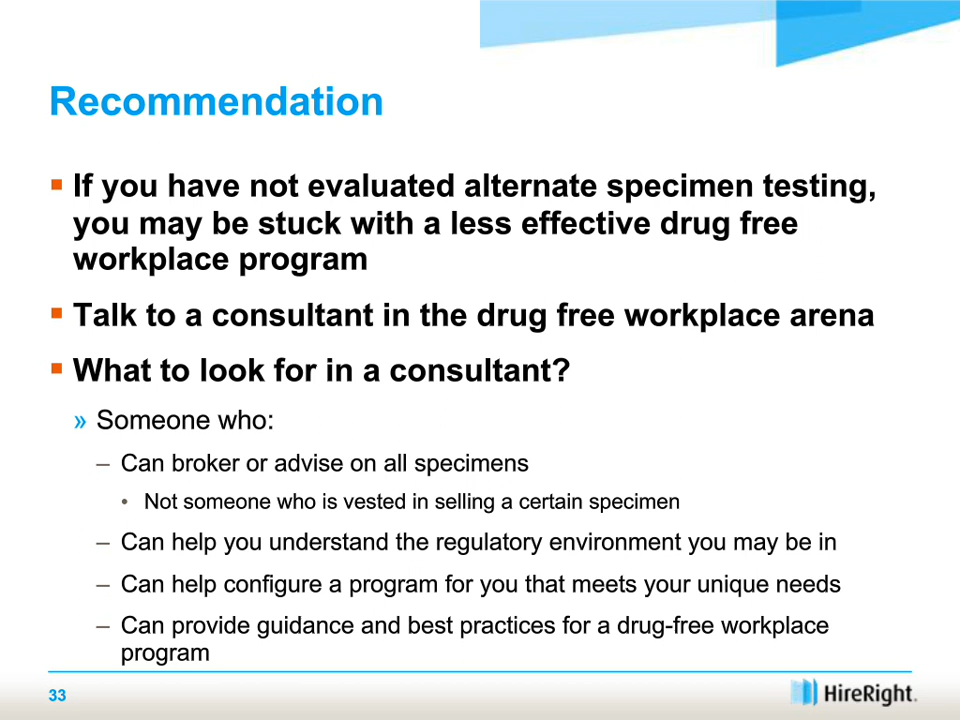 Recommendation
▪ If you have not evaluated alternate specimen testing,
you may be stuck with a less effective drug free
workplace program
▪ Talk to a consultant in the drug free workplace arena
▪ What to look for in a consultant?
» Someone who:
– Can broker or advise on all specimens
• Not someone who is vested in selling a certain specimen
– Can help you understand the regulatory environment you may be in
– Can help configure a program for you that meets your unique needs
– Can provide guidance and best practices for a drug-free workplace
program
33
HireRight.